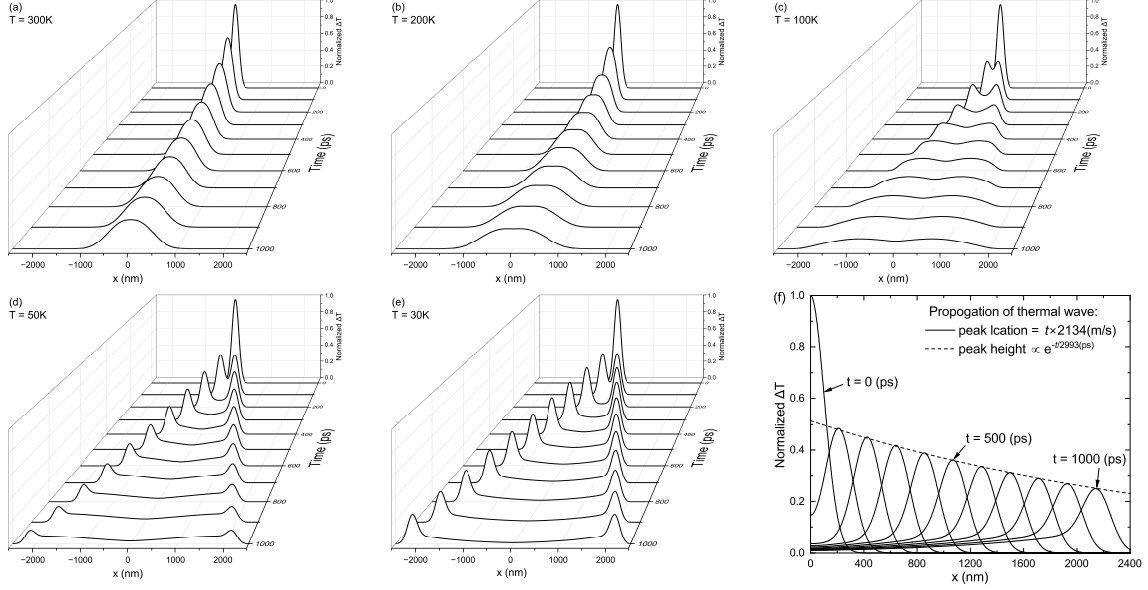 (a)
T = 300K
1.0
0.8
0.6
0.4
0.2
0.0
Normalized ΔT
0
200
400
600
800
1000
Time (ps)
−2000 −1000 0 1000 2000
x (nm)
(b)
T = 200K
1.0
0.8
0.6
0.4
0.2
0.0
Normalized ΔT
0
200
400
600
800
1000
Time (ps)
−2000 −1000 0 1000 2000
x (nm)
(c)
T = 100K
1.0
0.8
0.6
0.4
0.2
0.0
Normalized ΔT
0
200
400
600
800
1000
Time (ps)
−2000 −1000 0 1000 2000
x (nm)
(d)
T = 50K
1.0
0.8
0.6
0.4
0.2
0.0
Normalized ΔT
0
200
400
600
800
1000
Time (ps)
−2000 −1000 0 1000 2000
x (nm)
(e)
T = 30K
1.0
0.8
0.6
0.4
0.2
0.0
Normalized ΔT
0
200
400
600
800
1000
Time (ps)
−2000 −1000 0 1000 2000
x (nm)
(f)
1.0
0.8
0.6
0.4
0.2
0.0
Normalized ΔT
Propogation of thermal wave:
peak lcation = t×2134(m/s)
peak height ∝ e^-t/2993(ps)
t = 0 (ps)
t = 500 (ps)
t = 1000 (ps)
0 400 800 1200 1600 2000 2400
x (nm)